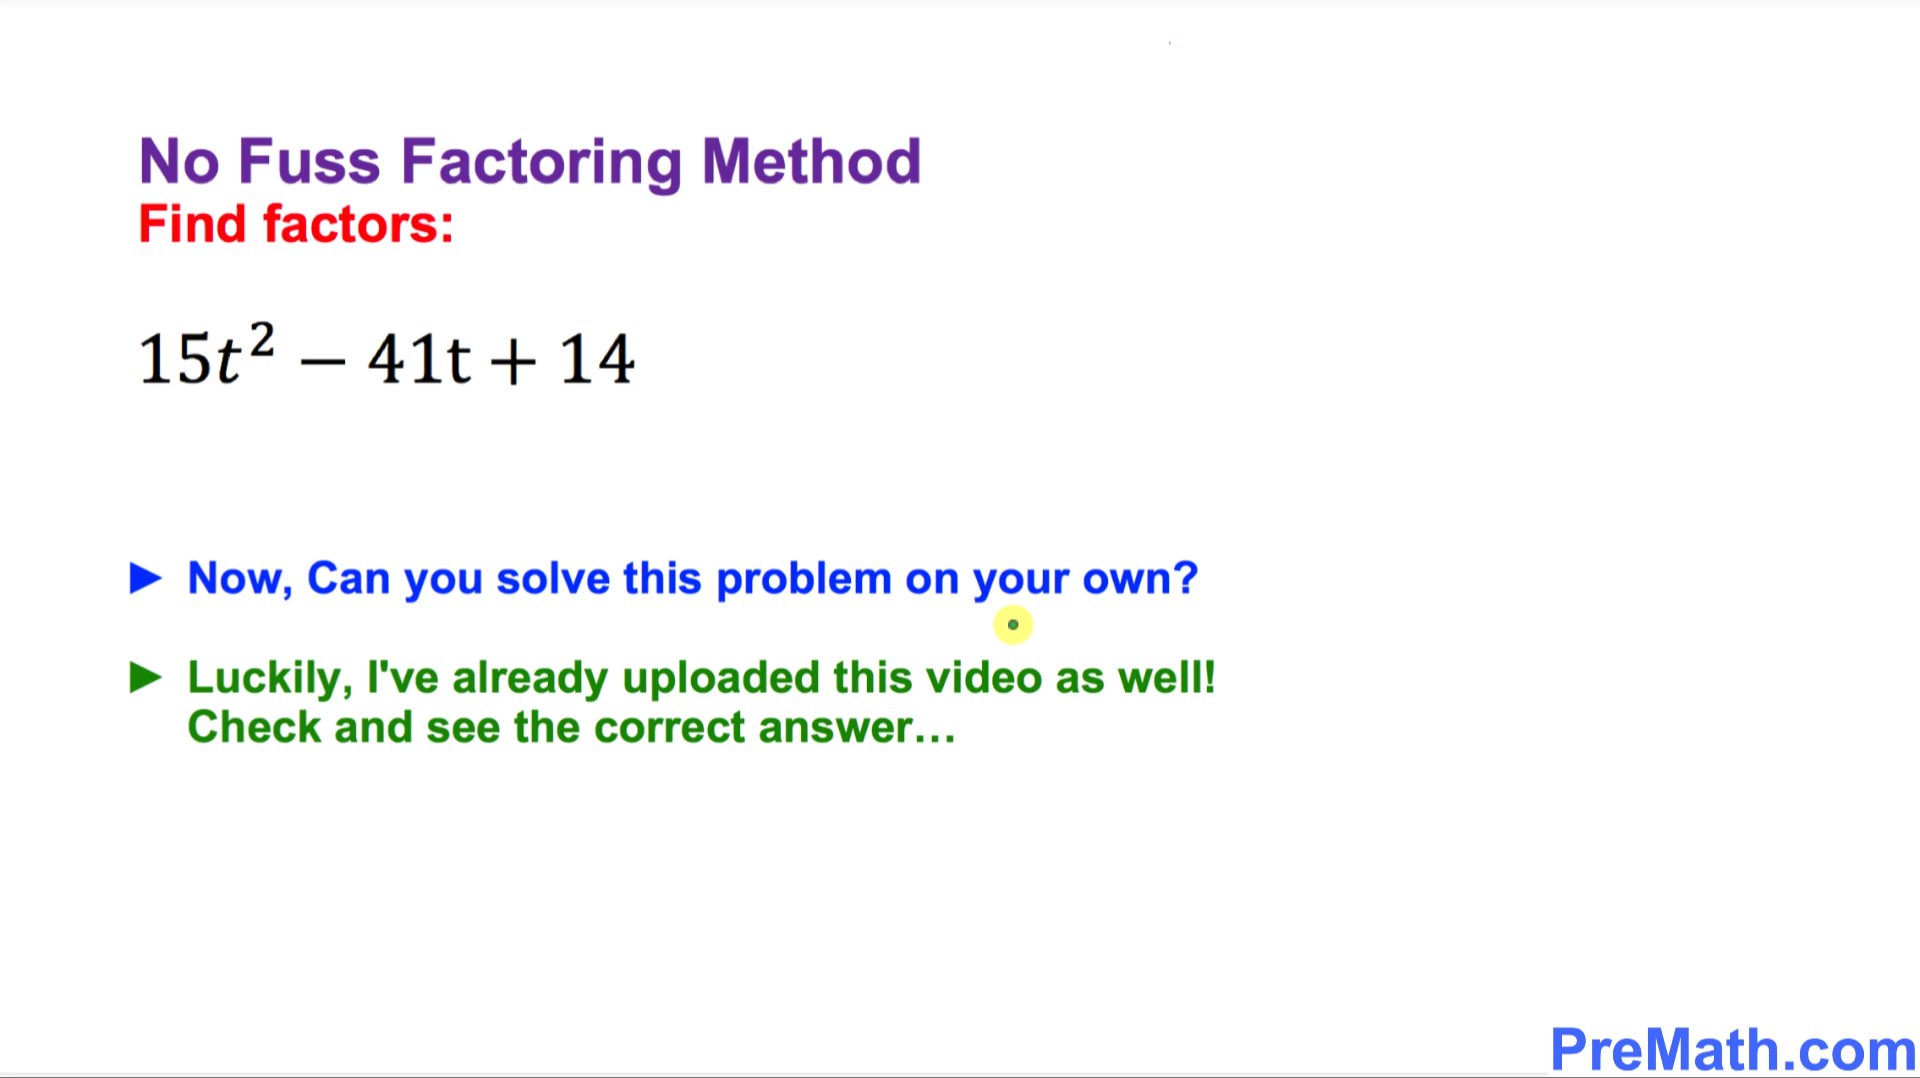 No Fuss Factoring Method
Find factors:
15t² − 41t + 14
► Now, Can you solve this problem on your own?
► Luckily, I've already uploaded this video as well!
Check and see the correct answer...
PreMath.com